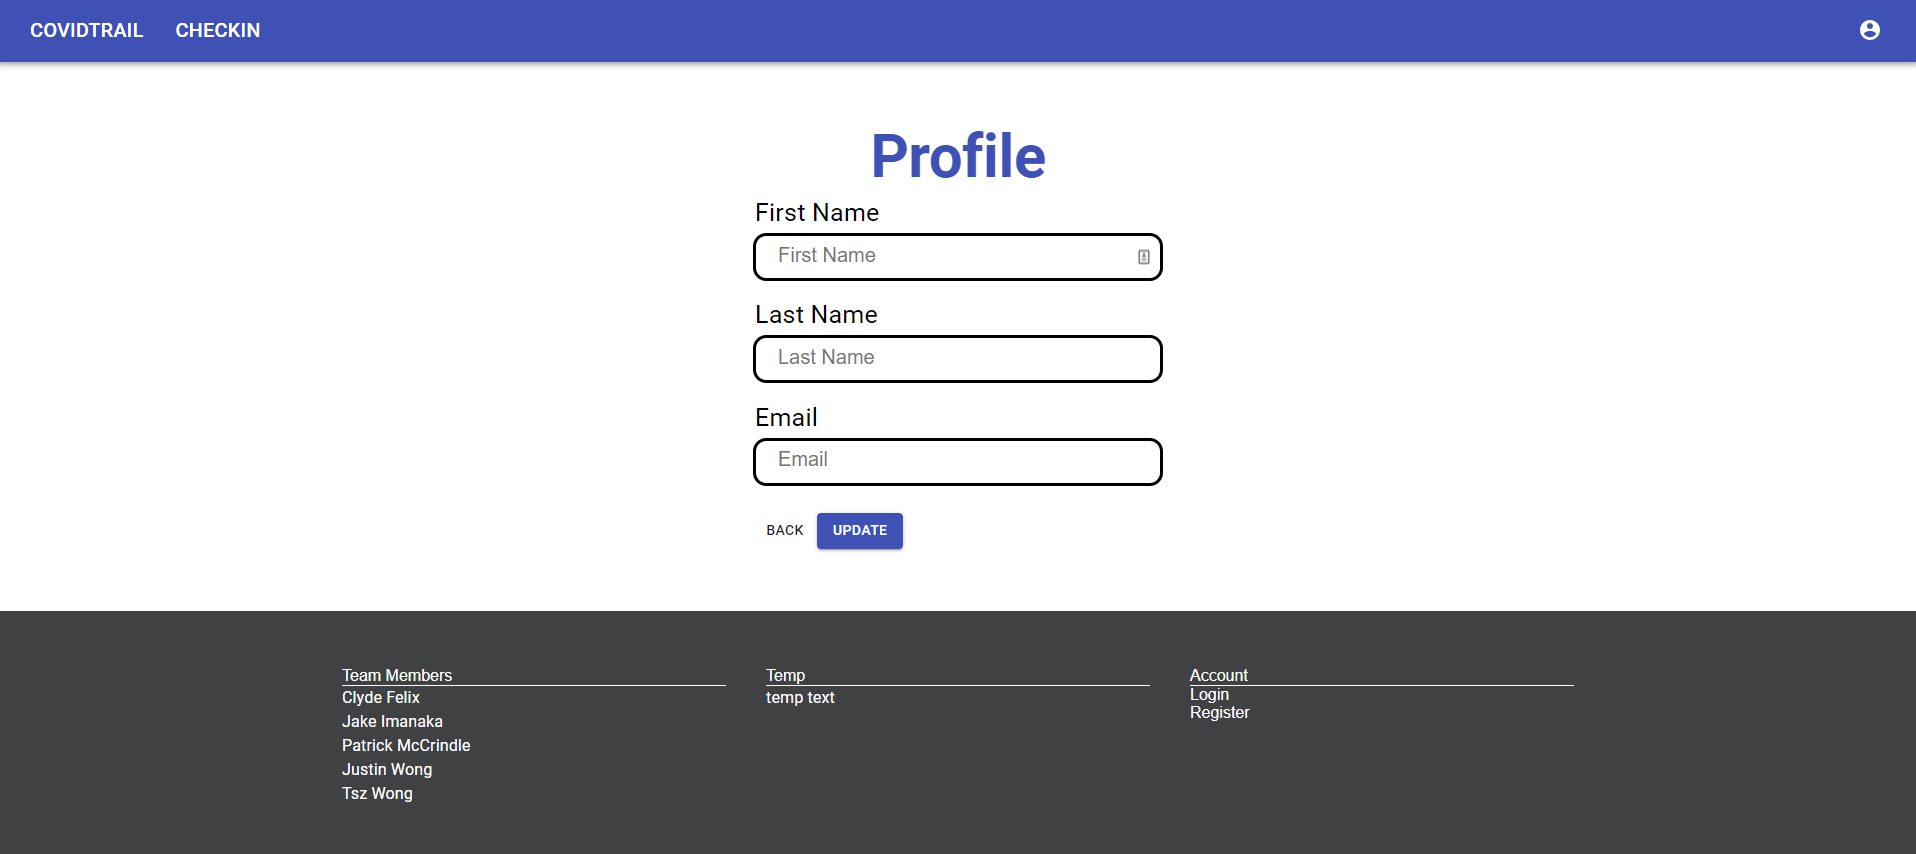 COVIDTRAIL CHECKIN
Profile
First Name
First Name
Last Name
Last Name
Email
Email
BACK UPDATE
Team Members
Clyde Felix
Jake Imanaka
Patrick McCrindle
Justin Wong
Tsz Wong
Temp
temp text
Account
Login
Register